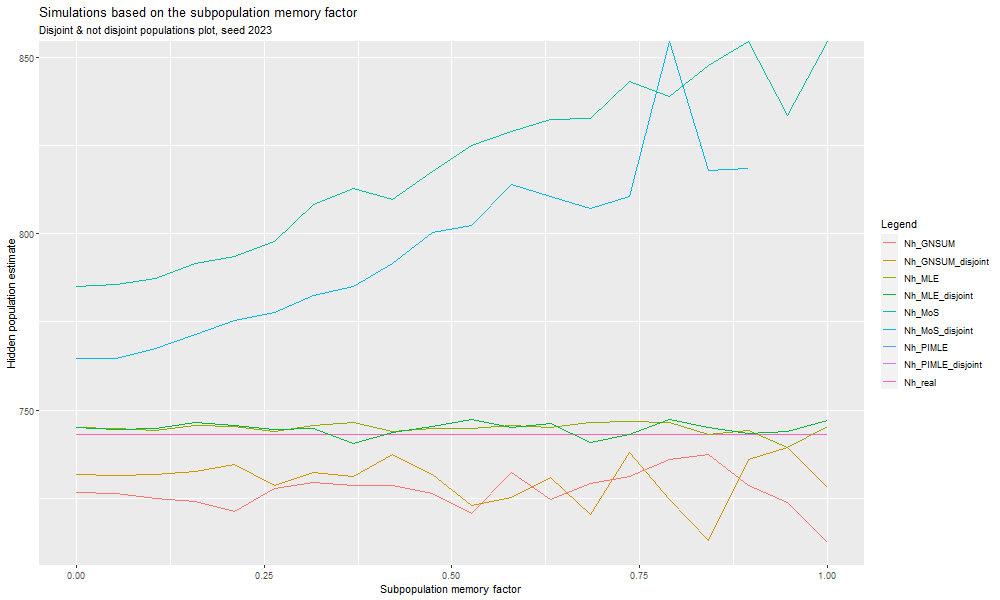 Simulations based on the subpopulation memory factor
Disjoint & not disjoint populations plot, seed 2023
850
800
750
Hidden population estimate
0.00
0.25
0.50
0.75
1.00
Subpopulation memory factor
Legend
Nh_GNSUM
Nh_GNSUM_disjoint
Nh_MLE
Nh_MLE_disjoint
Nh_MoS
Nh_MoS_disjoint
Nh_PIMLE
Nh_PIMLE_disjoint
Nh_real